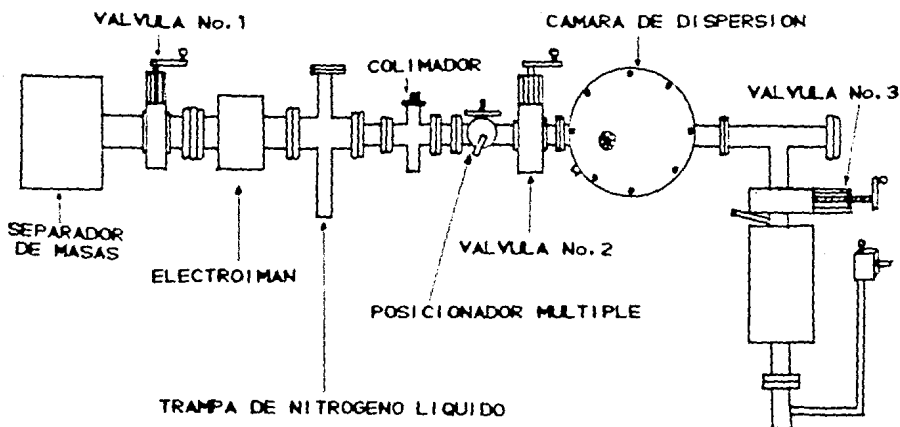 VALVULA No.1
CAMARA DE DISPERSION
COLIMADOR
VALVULA No.3
SEPARADOR
DE MASAS
VALVULA No.2
ELECTROIMAN
POSICIONADOR MULTIPLE
TRAMPA DE NITROGENO LIQUIDO